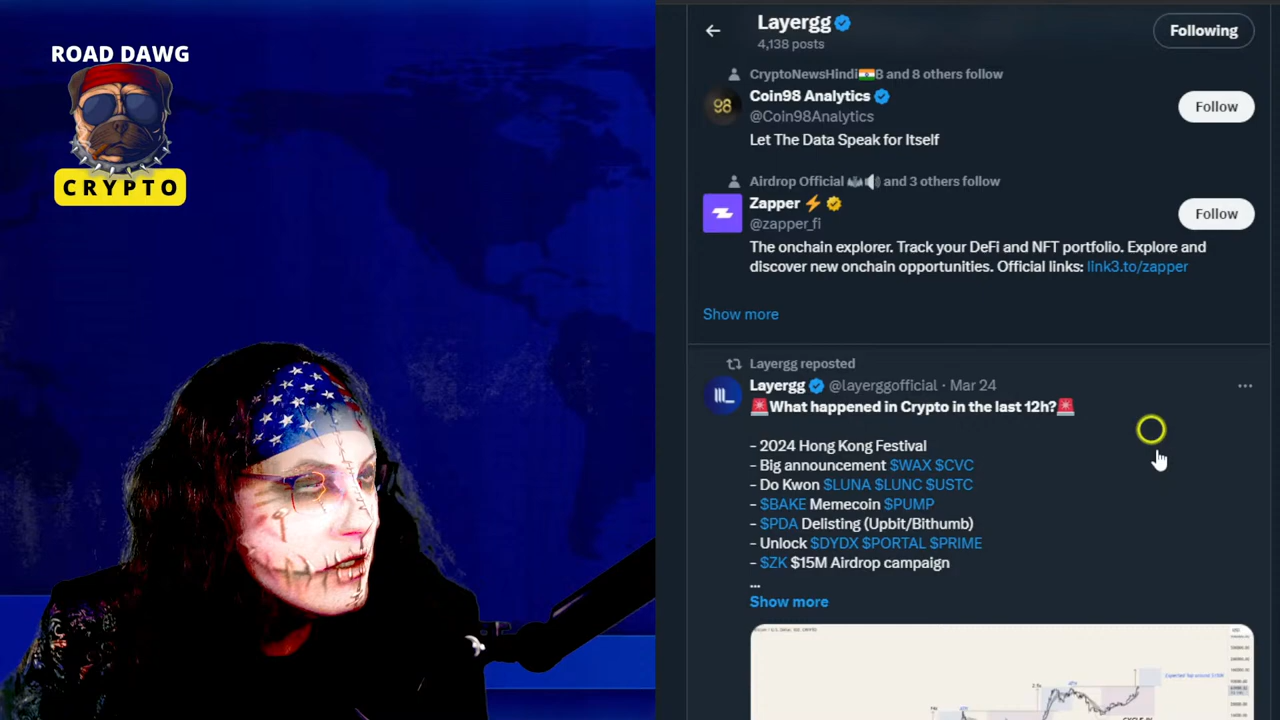 ROAD DAWG
CRYPTO
Layergg
4,138 posts
Following
CryptoNewsHindi🇮🇳8 and 8 others follow
Coin98 Analytics
@Coin98Analytics
Follow
Let The Data Speak for Itself
Airdrop Official and 3 others follow
Zapper ⚡
@zapper_fi
Follow
The onchain explorer. Track your DeFi and NFT portfolio. Explore and
discover new onchain opportunities. Official links: link3.to/zapper
Show more
Layergg reposted
Layergg @layerggofficial · Mar 24
🚨What happened in Crypto in the last 12h?🚨
- 2024 Hong Kong Festival
- Big announcement $WAX $CVC
- Do Kwon $LUNA $LUNC $USTC
- $BAKE Memecoin $PUMP
- $PDA Delisting (Upbit/Bithumb)
- Unlock $DYDX $PORTAL $PRIME
- $ZK $15M Airdrop campaign
...
Show more